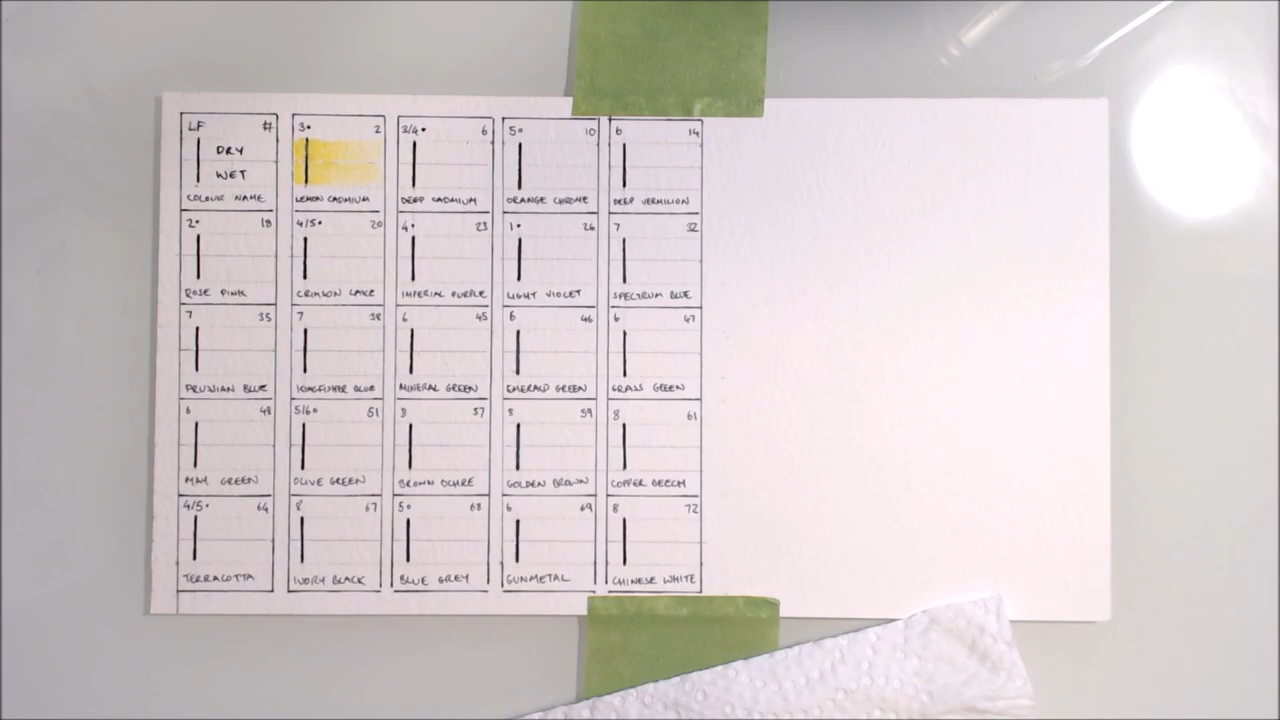 LF #
DRY
WET
COLOUR NAME
3• 2
LEMON CADMIUM
3/4• 6
DEEP CADMIUM
5• 10
ORANGE CHROME
6 14
DEEP VERMILION
2• 18
ROSE PINK
4/5• 20
CRIMSON LAKE
4• 23
IMPERIAL PURPLE
1• 26
LIGHT VIOLET
7 32
SPECTRUM BLUE
7 35
PRUSSIAN BLUE
7 38
KINGFISHER BLUE
6 45
MINERAL GREEN
6 46
EMERALD GREEN
6 47
GRASS GREEN
6 48
MAY GREEN
5/6• 51
OLIVE GREEN
8 57
BROWN OCHRE
8 59
GOLDEN BROWN
8 61
COPPER BEECH
4/5• 64
TERRACOTTA
8 67
IVORY BLACK
5• 68
BLUE GREY
6 69
GUNMETAL
8 72
CHINESE WHITE